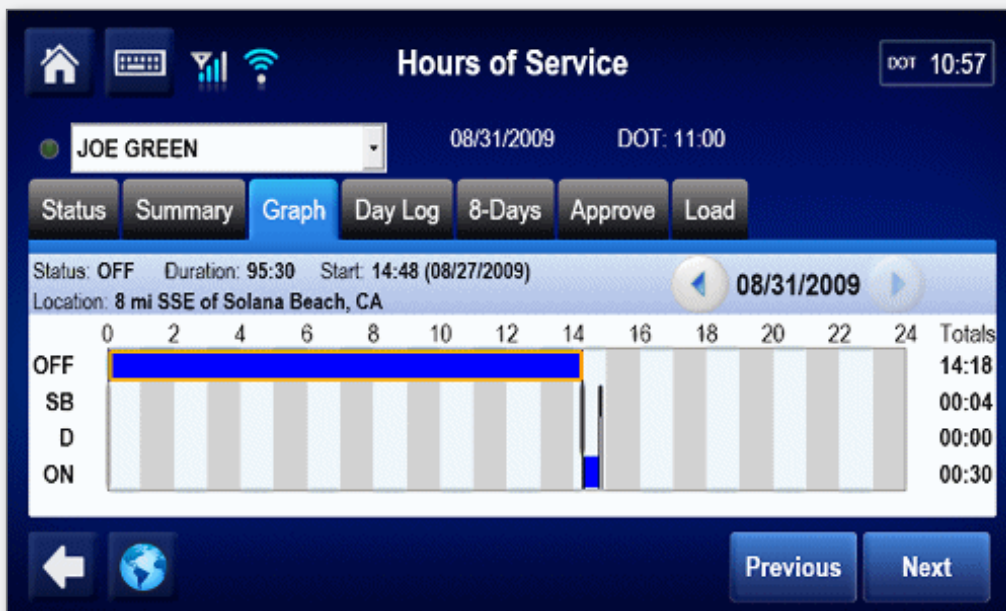 Hours of Service
DOT 10:57
JOE GREEN 08/31/2009 DOT: 11:00
Status Summary Graph Day Log 8-Days Approve Load
Status: OFF Duration: 95:30 Start: 14:48 (08/27/2009)
Location: 8 mi SSE of Solana Beach, CA
08/31/2009
0 2 4 6 8 10 12 14 16 18 20 22 24 Totals
OFF 14:18
SB 00:04
D 00:00
ON 00:30
Previous Next